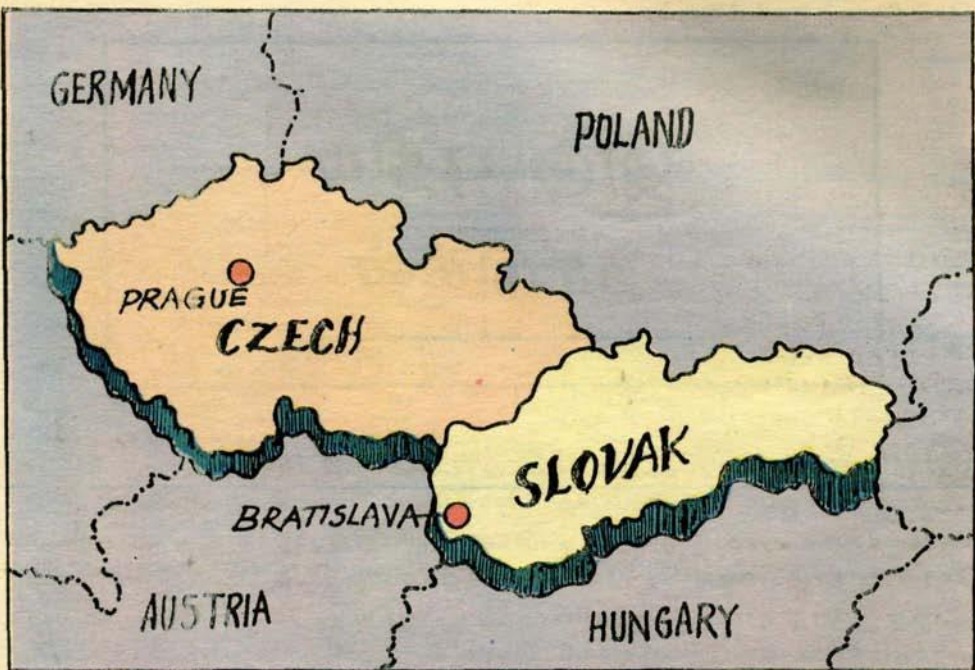 GERMANY
POLAND
PRAGUE
CZECH
SLOVAK
BRATISLAVA
AUSTRIA
HUNGARY